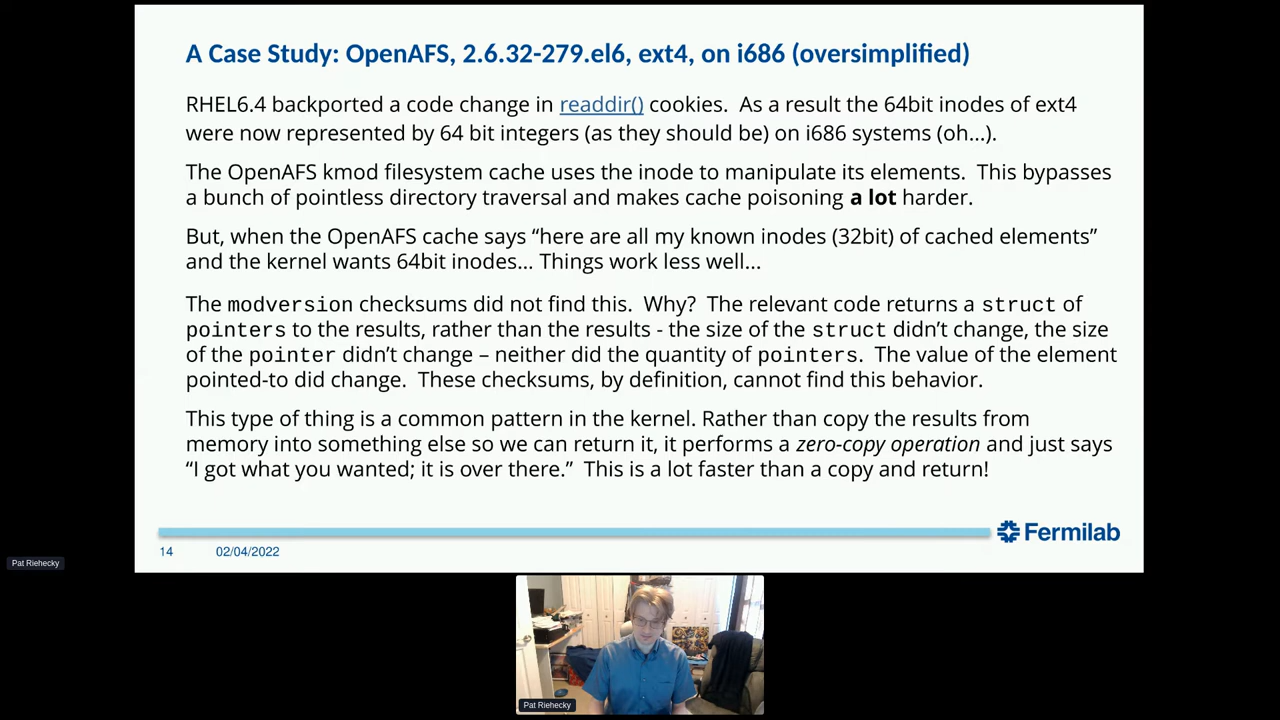 A Case Study: OpenAFS, 2.6.32-279.el6, ext4, on i686 (oversimplified)
RHEL6.4 backported a code change in readdir() cookies.  As a result the 64bit inodes of ext4
were now represented by 64 bit integers (as they should be) on i686 systems (oh…).
The OpenAFS kmod filesystem cache uses the inode to manipulate its elements.  This bypasses
a bunch of pointless directory traversal and makes cache poisoning a lot harder.
But, when the OpenAFS cache says “here are all my known inodes (32bit) of cached elements”
and the kernel wants 64bit inodes… Things work less well…
The modversion checksums did not find this.  Why?  The relevant code returns a struct of
pointers to the results, rather than the results - the size of the struct didn’t change, the size
of the pointer didn’t change – neither did the quantity of pointers.  The value of the element
pointed-to did change.  These checksums, by definition, cannot find this behavior.
This type of thing is a common pattern in the kernel. Rather than copy the results from
memory into something else so we can return it, it performs a zero-copy operation and just says
“I got what you wanted; it is over there.”  This is a lot faster than a copy and return!
Fermilab
14 02/04/2022
Pat Riehecky
Pat Riehecky